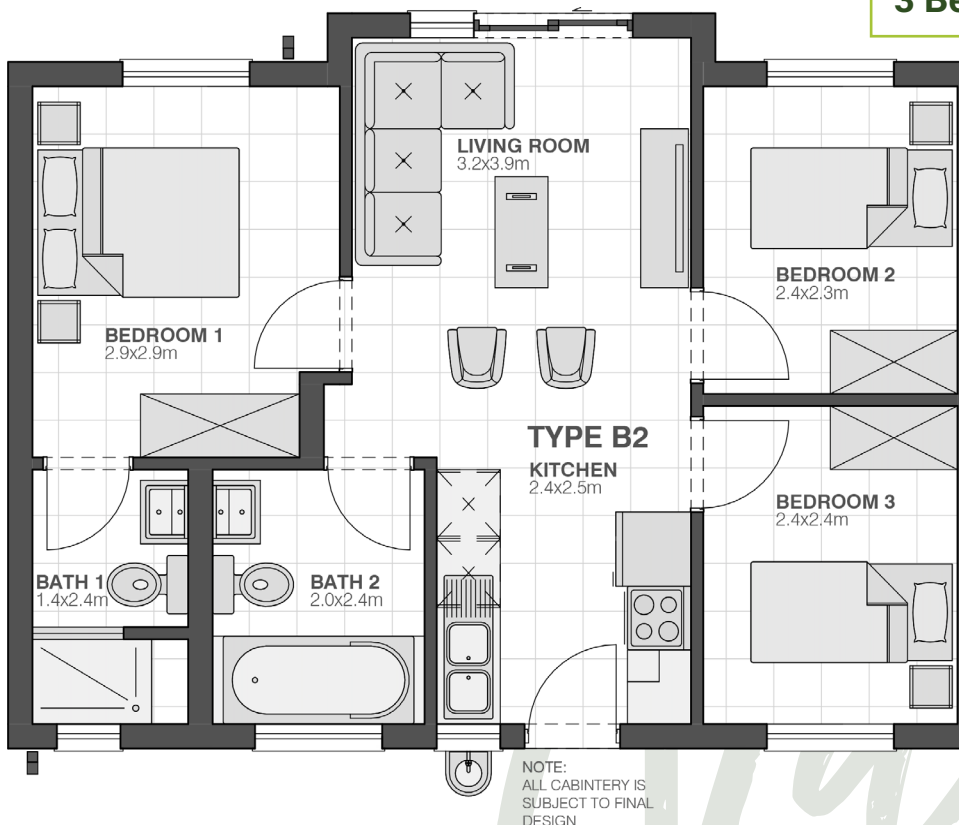 3 Be
LIVING ROOM
3.2x3.9m
BEDROOM 2
2.4x2.3m
BEDROOM 1
2.9x2.9m
TYPE B2
KITCHEN
2.4x2.5m
BEDROOM 3
2.4x2.4m
BATH 1
1.4x2.4m
BATH 2
2.0x2.4m
NOTE:
ALL CABINTERY IS
SUBJECT TO FINAL
DESIGN